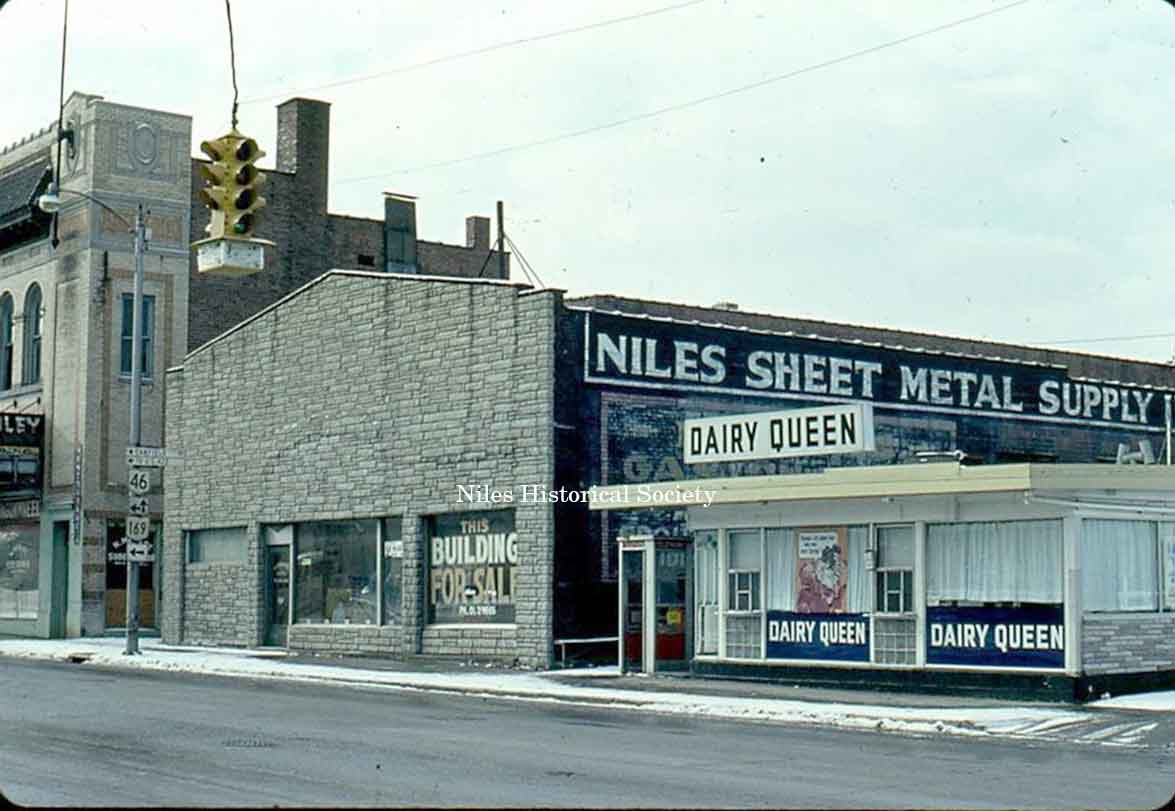 NILES SHEET METAL SUPPLY
DAIRY QUEEN
Niles Historical Society
46
169
THIS
BUILDING
FOR SALE
DAIRY QUEEN
DAIRY QUEEN